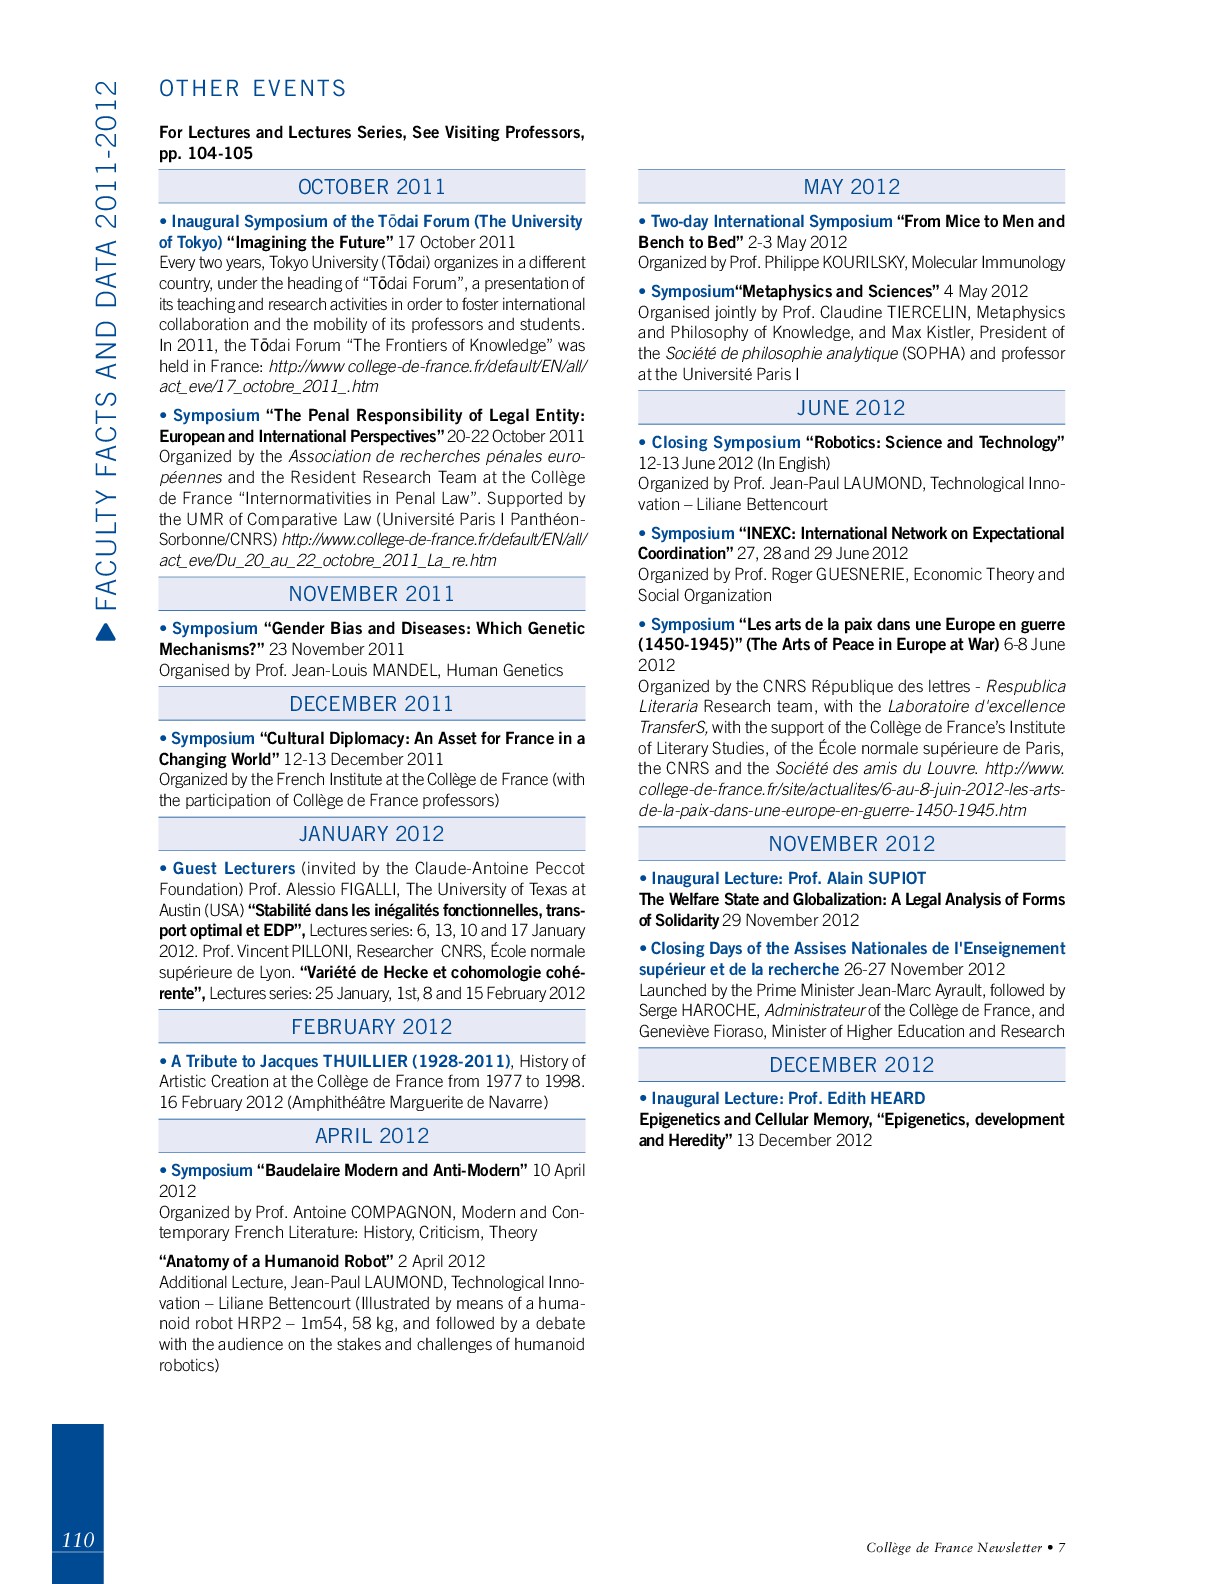 FACULTY FACTS AND DATA 2011-2012
OTHER EVENTS
For Lectures and Lectures Series, See Visiting Professors,
pp. 104-105
OCTOBER 2011
• Inaugural Symposium of the Tōdai Forum (The University
of Tokyo) “Imagining the Future” 17 October 2011
Every two years, Tokyo University (Tōdai) organizes in a different
country, under the heading of “Tōdai Forum”, a presentation of
its teaching and research activities in order to foster international
collaboration and the mobility of its professors and students.
In 2011, the Tōdai Forum “The Frontiers of Knowledge” was
held in France: http://www college-de-france.fr/default/EN/all/
act_eve/17_octobre_2011_.htm
• Symposium “The Penal Responsibility of Legal Entity:
European and International Perspectives” 20-22 October 2011
Organized by the Association de recherches pénales euro-
péennes and the Resident Research Team at the Collège
de France “Internormativities in Penal Law”. Supported by
the UMR of Comparative Law (Université Paris I Panthéon-
Sorbonne/CNRS) http://www.college-de-france.fr/default/EN/all/
act_eve/Du_20_au_22_octobre_2011_La_re.htm
NOVEMBER 2011
• Symposium “Gender Bias and Diseases: Which Genetic
Mechanisms?” 23 November 2011
Organised by Prof. Jean-Louis MANDEL, Human Genetics
DECEMBER 2011
• Symposium “Cultural Diplomacy: An Asset for France in a
Changing World” 12-13 December 2011
Organized by the French Institute at the Collège de France (with
the participation of Collège de France professors)
JANUARY 2012
• Guest Lecturers (invited by the Claude-Antoine Peccot
Foundation) Prof. Alessio FIGALLI, The University of Texas at
Austin (USA) “Stabilité dans les inégalités fonctionnelles, trans-
port optimal et EDP”, Lectures series: 6, 13, 10 and 17 January
2012. Prof. Vincent PILLONI, Researcher CNRS, École normale
supérieure de Lyon. “Variété de Hecke et cohomologie cohé-
rente”, Lectures series: 25 January, 1st, 8 and 15 February 2012
FEBRUARY 2012
• A Tribute to Jacques THUILLIER (1928-2011), History of
Artistic Creation at the Collège de France from 1977 to 1998.
16 February 2012 (Amphithéâtre Marguerite de Navarre)
APRIL 2012
• Symposium “Baudelaire Modern and Anti-Modern” 10 April
2012
Organized by Prof. Antoine COMPAGNON, Modern and Con-
temporary French Literature: History, Criticism, Theory
“Anatomy of a Humanoid Robot” 2 April 2012
Additional Lecture, Jean-Paul LAUMOND, Technological Inno-
vation – Liliane Bettencourt (Illustrated by means of a huma-
noid robot HRP2 – 1m54, 58 kg, and followed by a debate
with the audience on the stakes and challenges of humanoid
robotics)
MAY 2012
• Two-day International Symposium “From Mice to Men and
Bench to Bed” 2-3 May 2012
Organized by Prof. Philippe KOURILSKY, Molecular Immunology
• Symposium“Metaphysics and Sciences” 4 May 2012
Organised jointly by Prof. Claudine TIERCELIN, Metaphysics
and Philosophy of Knowledge, and Max Kistler, President of
the Société de philosophie analytique (SOPHA) and professor
at the Université Paris I
JUNE 2012
• Closing Symposium “Robotics: Science and Technology”
12-13 June 2012 (In English)
Organized by Prof. Jean-Paul LAUMOND, Technological Inno-
vation – Liliane Bettencourt
• Symposium “INEXC: International Network on Expectational
Coordination” 27, 28 and 29 June 2012
Organized by Prof. Roger GUESNERIE, Economic Theory and
Social Organization
• Symposium “Les arts de la paix dans une Europe en guerre
(1450-1945)” (The Arts of Peace in Europe at War) 6-8 June
2012
Organized by the CNRS République des lettres - Respublica
Literaria Research team, with the Laboratoire d'excellence
TransferS, with the support of the Collège de France’s Institute
of Literary Studies, of the École normale supérieure de Paris,
the CNRS and the Société des amis du Louvre. http://www.
college-de-france.fr/site/actualites/6-au-8-juin-2012-les-arts-
de-la-paix-dans-une-europe-en-guerre-1450-1945.htm
NOVEMBER 2012
• Inaugural Lecture: Prof. Alain SUPIOT
The Welfare State and Globalization: A Legal Analysis of Forms
of Solidarity 29 November 2012
• Closing Days of the Assises Nationales de l'Enseignement
supérieur et de la recherche 26-27 November 2012
Launched by the Prime Minister Jean-Marc Ayrault, followed by
Serge HAROCHE, Administrateur of the Collège de France, and
Geneviève Fioraso, Minister of Higher Education and Research
DECEMBER 2012
• Inaugural Lecture: Prof. Edith HEARD
Epigenetics and Cellular Memory, “Epigenetics, development
and Heredity” 13 December 2012
110
Collège de France Newsletter • 7